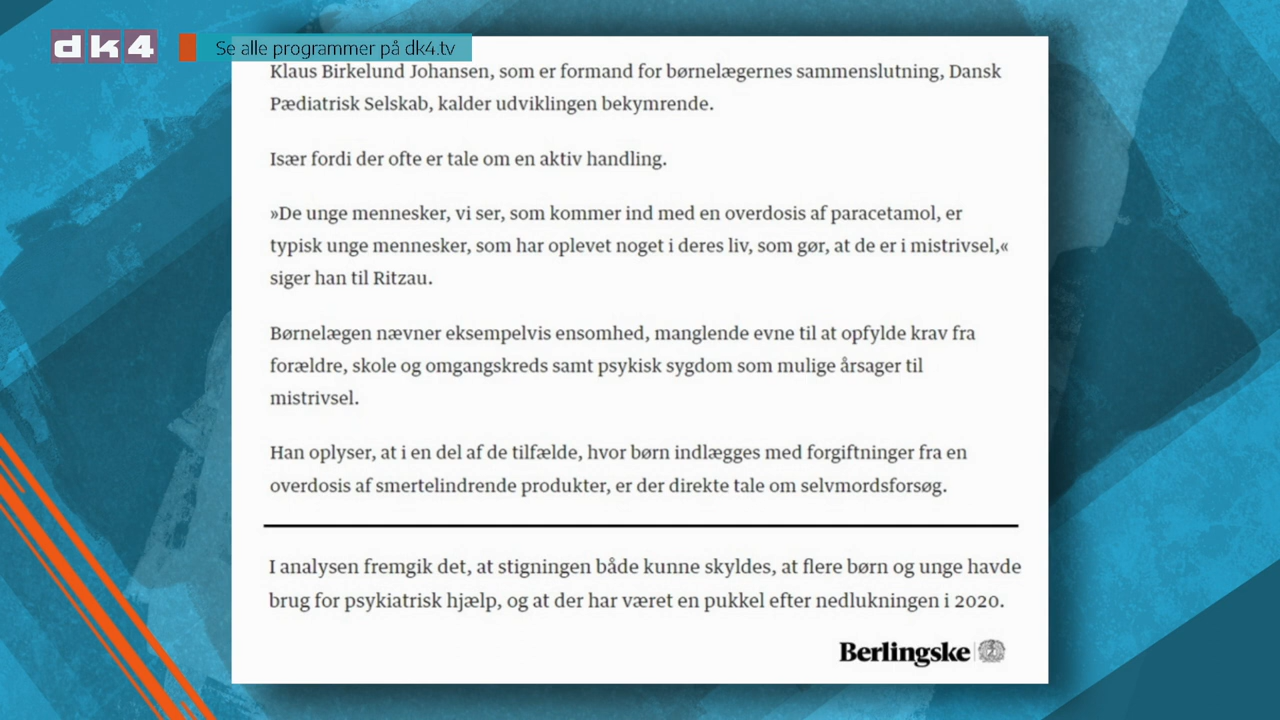 dk4
Se alle programmer på dk4.tv
Klaus Birkelund Johansen, som er formand for børnelægernes sammenslutning, Dansk
Pædiatrisk Selskab, kalder udviklingen bekymrende.
Især fordi der ofte er tale om en aktiv handling.
»De unge mennesker, vi ser, som kommer ind med en overdosis af paracetamol, er
typisk unge mennesker, som har oplevet noget i deres liv, som gør, at de er i mistrivsel,«
siger han til Ritzau.
Børnelægen nævner eksempelvis ensomhed, manglende evne til at opfylde krav fra
forældre, skole og omgangskreds samt psykisk sygdom som mulige årsager til
mistrivsel.
Han oplyser, at i en del af de tilfælde, hvor børn indlægges med forgiftninger fra en
overdosis af smertelindrende produkter, er der direkte tale om selvmordsforsøg.
I analysen fremgik det, at stigningen både kunne skyldes, at flere børn og unge havde
brug for psykiatrisk hjælp, og at der har været en pukkel efter nedlukningen i 2020.
Berlingske